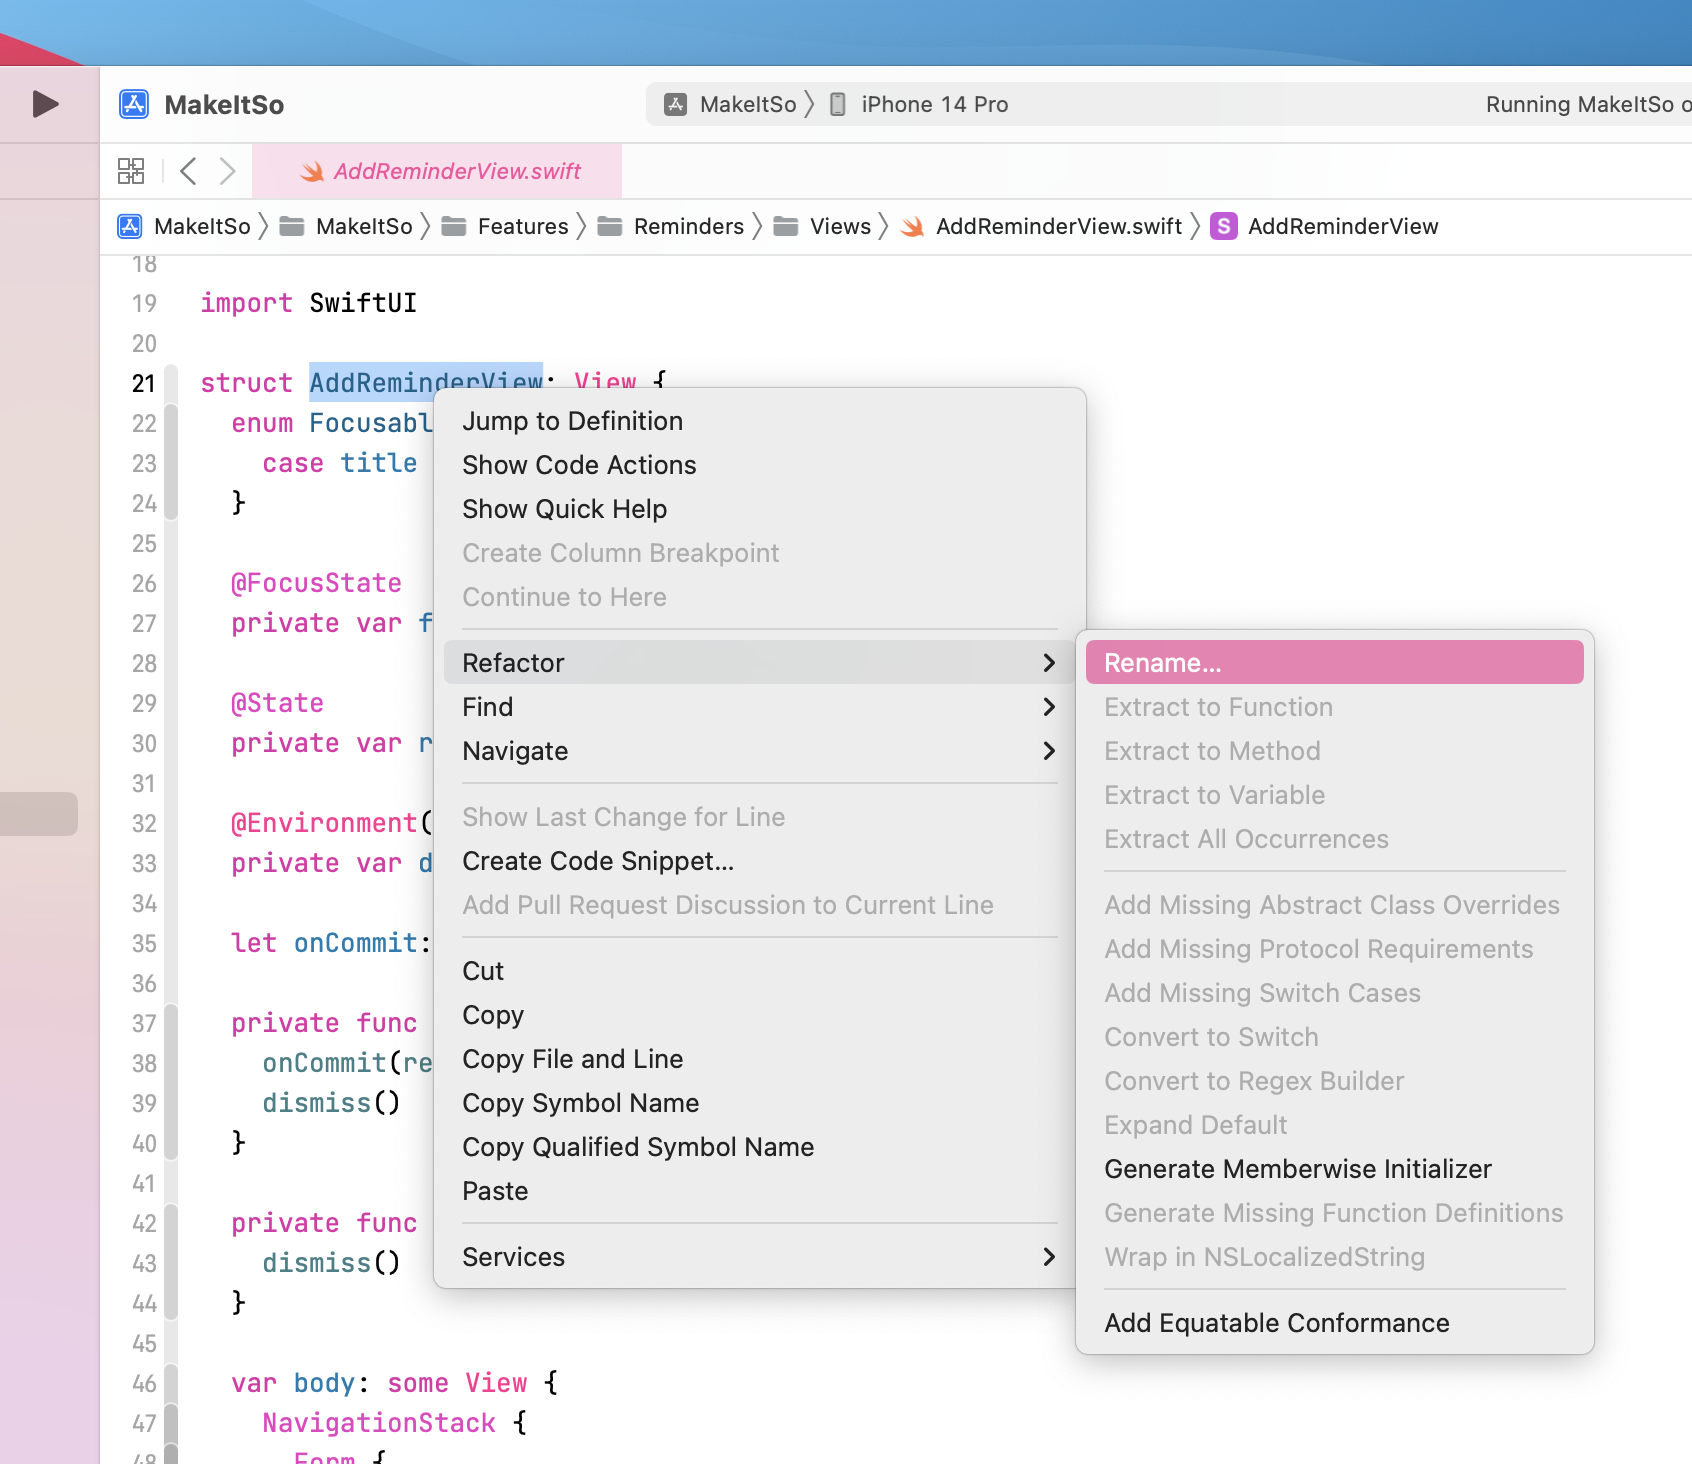 MakeItSo
MakeItSo iPhone 14 Pro Running MakeItSo o
AddReminderView.swift
MakeItSo MakeItSo Features Reminders Views AddReminderView.swift S AddReminderView
18
19 import SwiftUI
20
21 struct AddReminderView: View {
22 enum Focusabl
23 case title
24 }
25
26 @FocusState
27 private var f
28
29 @State
30 private var r
31
32 @Environment(
33 private var d
34
35 let onCommit:
36
37 private func
38 onCommit(re
39 dismiss()
40 }
41
42 private func
43 dismiss()
44 }
45
46 var body: some View {
47 NavigationStack {
48 Form {
Jump to Definition
Show Code Actions
Show Quick Help
Create Column Breakpoint
Continue to Here
Refactor
Find
Navigate
Show Last Change for Line
Create Code Snippet...
Add Pull Request Discussion to Current Line
Cut
Copy
Copy File and Line
Copy Symbol Name
Copy Qualified Symbol Name
Paste
Services
Rename...
Extract to Function
Extract to Method
Extract to Variable
Extract All Occurrences
Add Missing Abstract Class Overrides
Add Missing Protocol Requirements
Add Missing Switch Cases
Convert to Switch
Convert to Regex Builder
Expand Default
Generate Memberwise Initializer
Generate Missing Function Definitions
Wrap in NSLocalizedString
Add Equatable Conformance